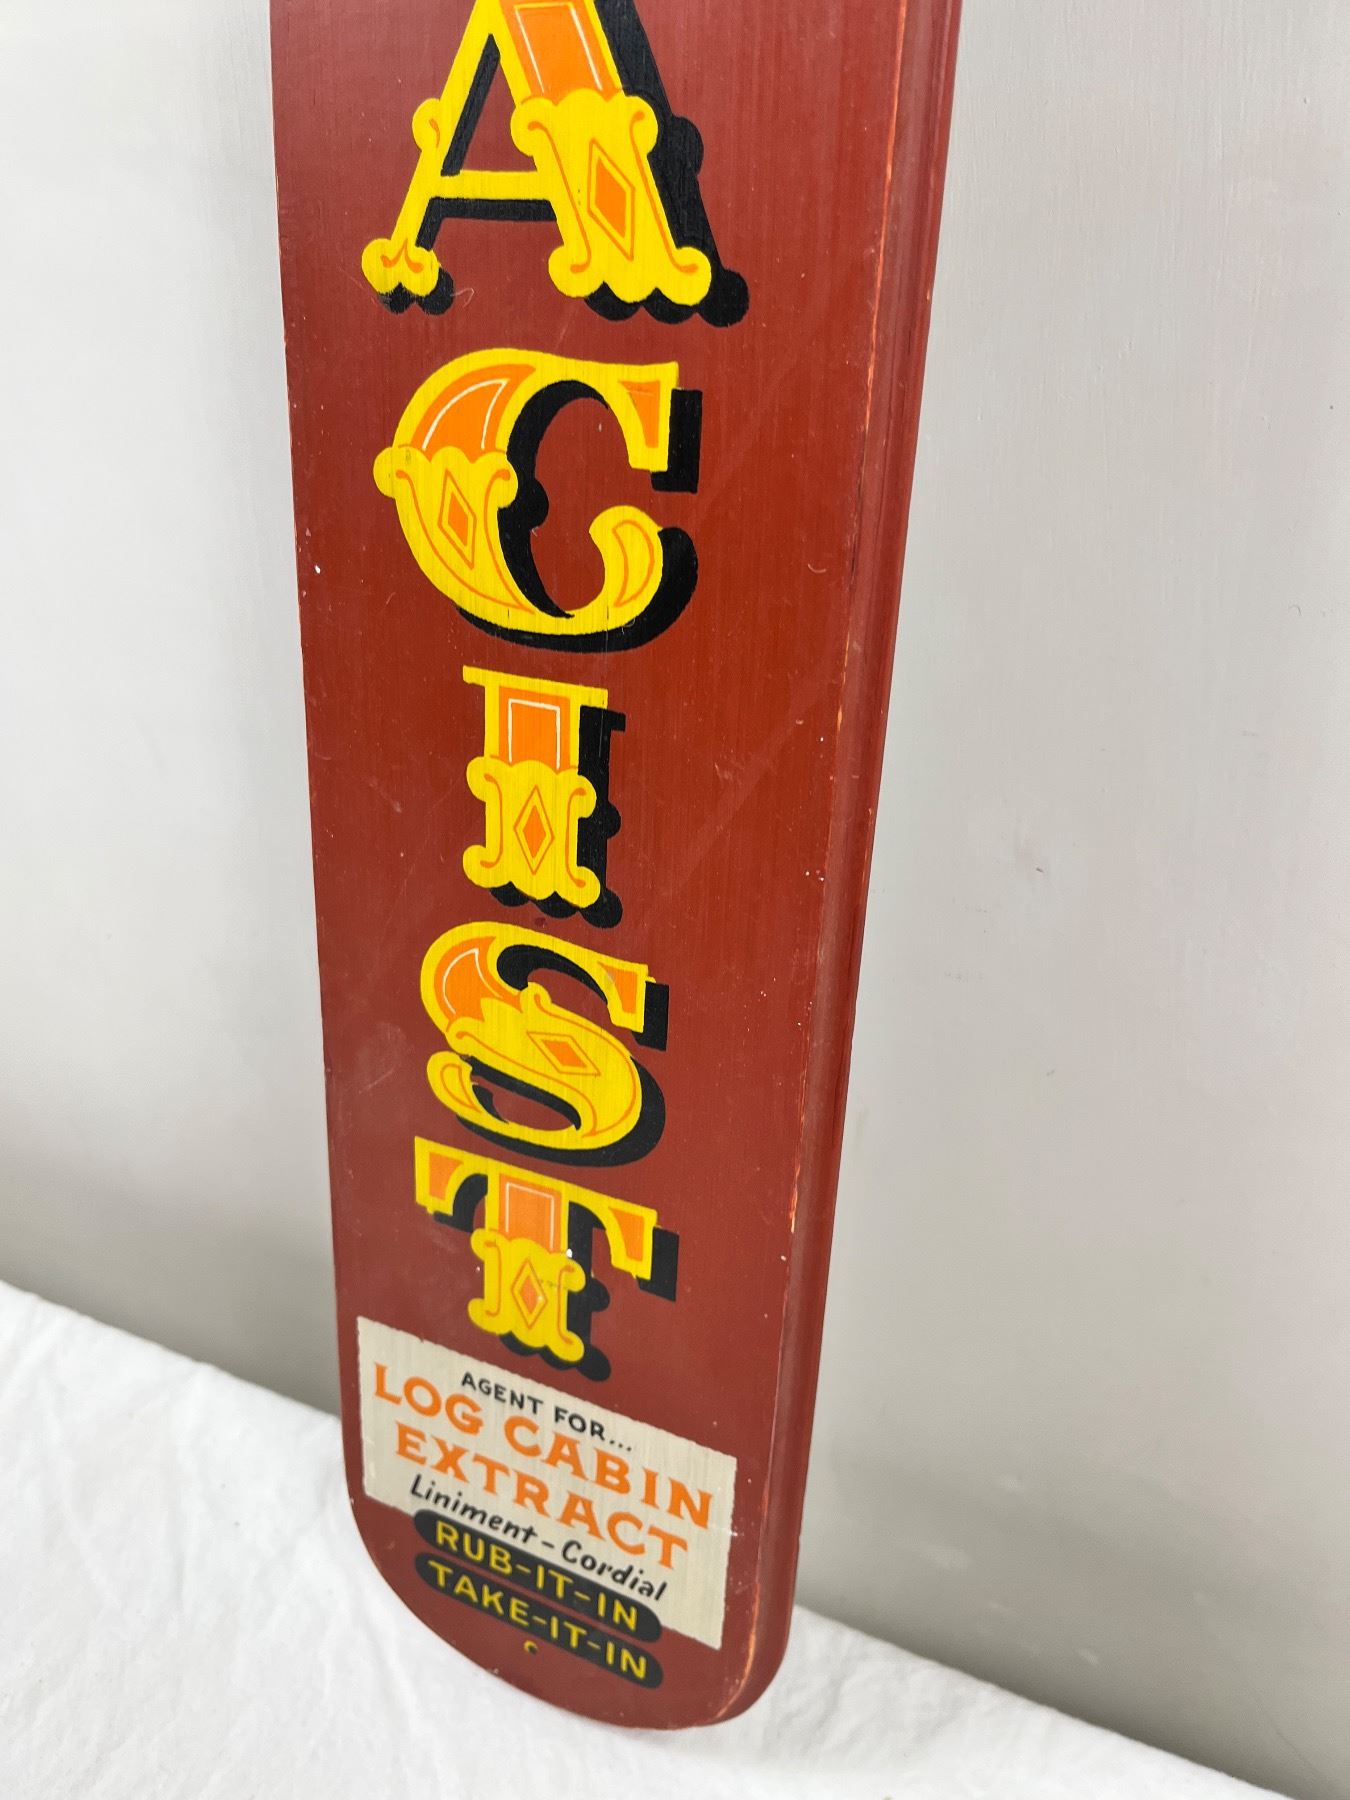 A
C
I
S
T
AGENT FOR...
LOG CABIN
EXTRACT
Liniment - Cordial
RUB-IT-IN
TAKE-IT-IN